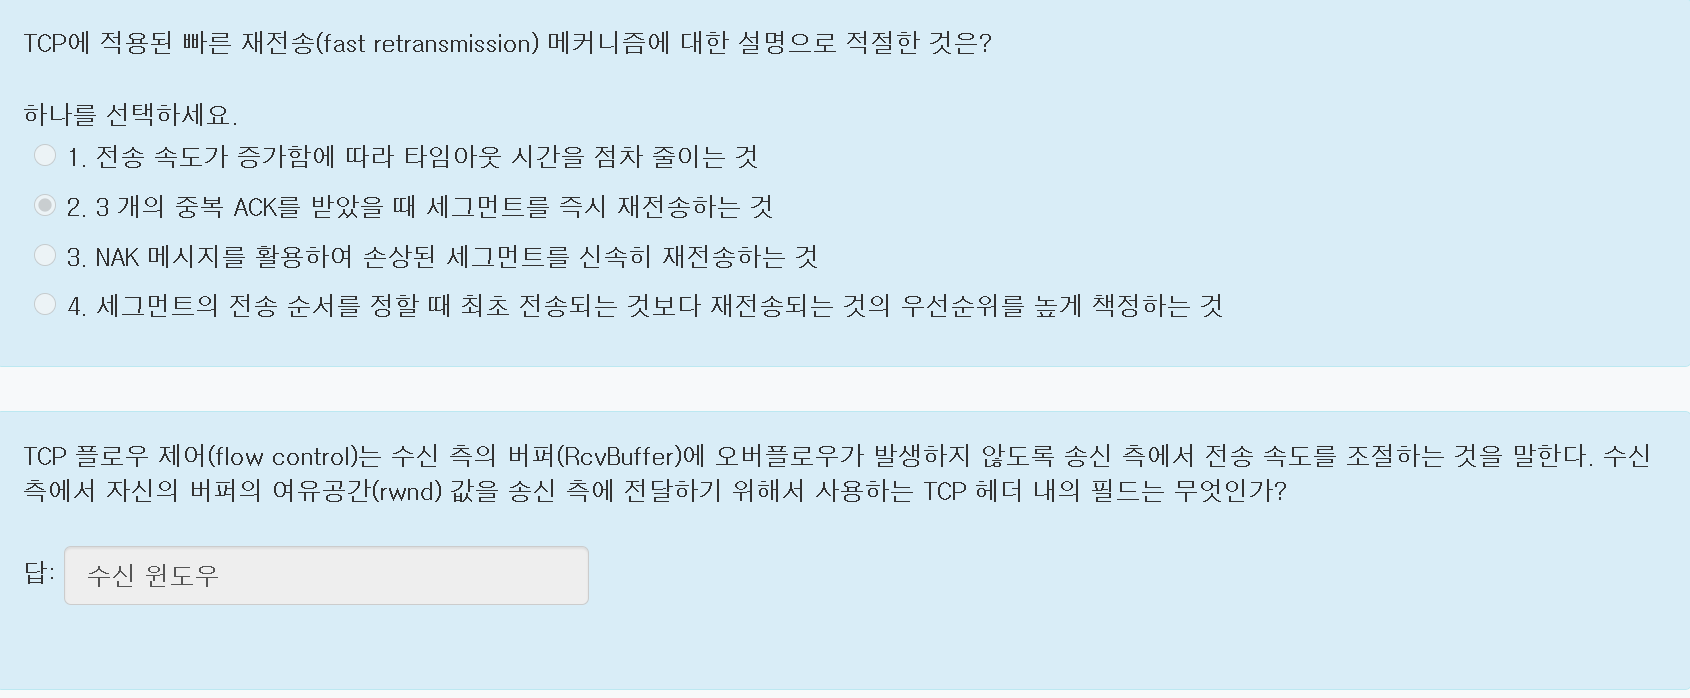 TCP에 적용된 빠른 재전송(fast retransmission) 메커니즘에 대한 설명으로 적절한 것은?
하나를 선택하세요.
1. 전송 속도가 증가함에 따라 타임아웃 시간을 점차 줄이는 것
2. 3 개의 중복 ACK를 받았을 때 세그먼트를 즉시 재전송하는 것
3. NAK 메시지를 활용하여 손상된 세그먼트를 신속히 재전송하는 것
4. 세그먼트의 전송 순서를 정할 때 최초 전송되는 것보다 재전송되는 것의 우선순위를 높게 책정하는 것
TCP 플로우 제어(flow control)는 수신 측의 버퍼(RcvBuffer)에 오버플로우가 발생하지 않도록 송신 측에서 전송 속도를 조절하는 것을 말한다. 수신
측에서 자신의 버퍼의 여유공간(rwnd) 값을 송신 측에 전달하기 위해서 사용하는 TCP 헤더 내의 필드는 무엇인가?
답: 수신 윈도우